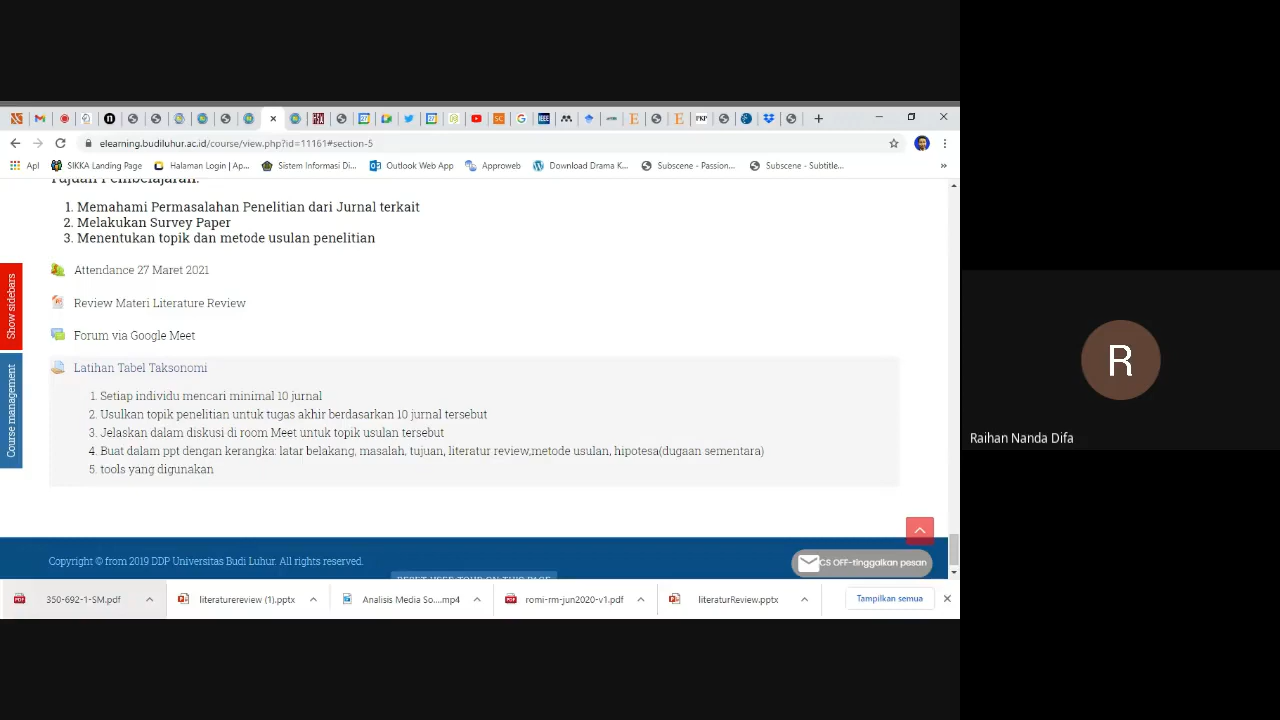 elearning.budiluhur.ac.id/course/view.php?id=11161#section-5
Apl SIKKA Landing Page Halaman Login | Ap... Sistem Informasi Di... Outlook Web App Approweb Download Drama K... Subscene - Passion... Subscene - Subtitle... »
Tujuan Pembelajaran:
1. Memahami Permasalahan Penelitian dari Jurnal terkait
2. Melakukan Survey Paper
3. Menentukan topik dan metode usulan penelitian
Attendance 27 Maret 2021
Review Materi Literature Review
Forum via Google Meet
Latihan Tabel Taksonomi
1. Setiap individu mencari minimal 10 jurnal
2. Usulkan topik penelitian untuk tugas akhir berdasarkan 10 jurnal tersebut
3. Jelaskan dalam diskusi di room Meet untuk topik usulan tersebut
4. Buat dalam ppt dengan kerangka: latar belakang, masalah, tujuan, literatur review,metode usulan, hipotesa(dugaan sementara)
5. tools yang digunakan
Show sidebars
Course management
Copyright © from 2019 DDP Universitas Budi Luhur. All rights reserved.
CS OFF-tinggalkan pesan
RESET USER TOUR ON THIS PAGE
350-692-1-SM.pdf literaturereview (1).pptx Analisis Media So....mp4 romi-rm-jun2020-v1.pdf literaturReview.pptx Tampilkan semua
R
Raihan Nanda Difa